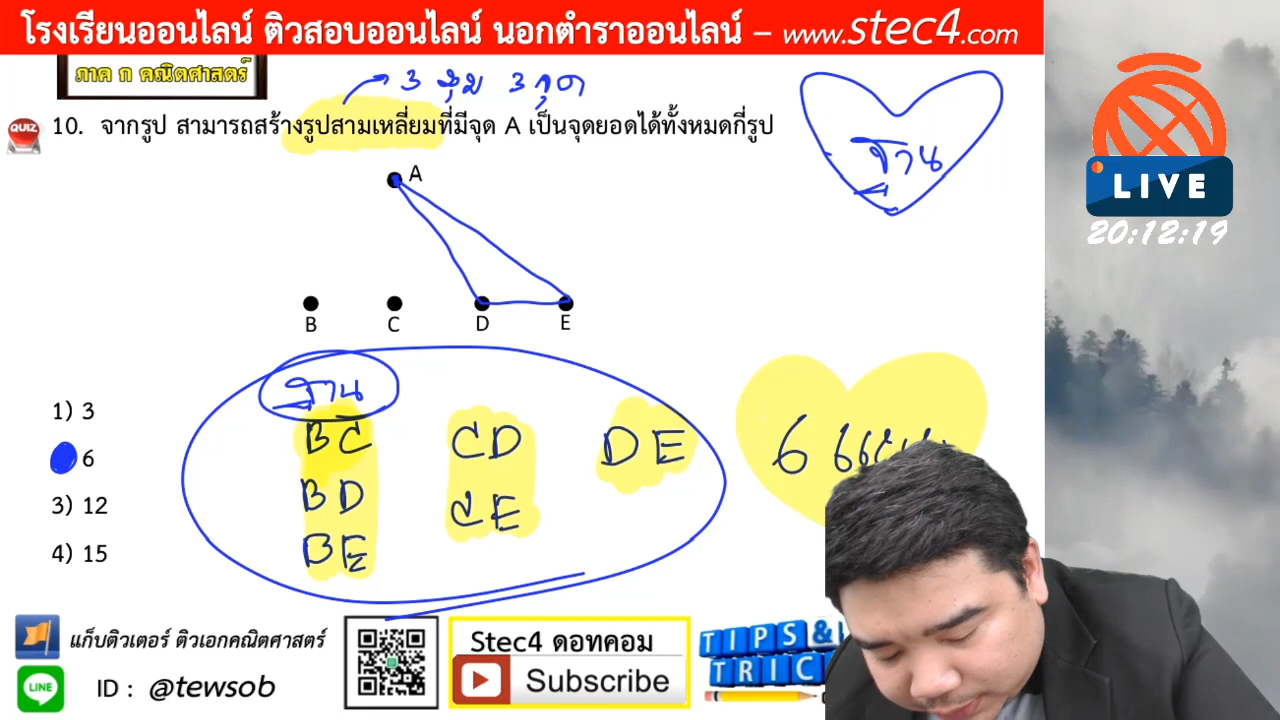 โรงเรียนออนไลน์ ติวสอบออนไลน์ นอกตำราออนไลน์ – www.stec4.com
ภาค ก คณิตศาสตร์
3 มุม 3 จุด
QUIZ
10. จากรูป สามารถสร้างรูปสามเหลี่ยมที่มีจุด A เป็นจุดยอดได้ทั้งหมดกี่รูป
ฐาน
LIVE
20:12:19
A
B C D E
ฐาน
1) 3
6
3) 12
4) 15
BC CD DE
BD CE
BE
6
แก็บติวเตอร์ ติวเอกคณิตศาสตร์
LINE
ID : @tewsob
Stec4 ดอทคอม
Subscribe
TIPS &
TRIC